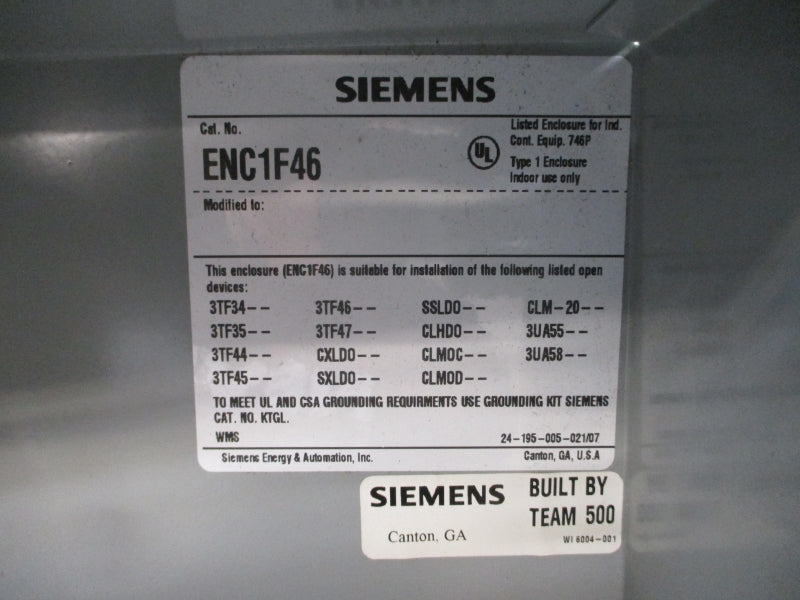 SIEMENS
Cat. No.
ENC1F46
UL
Listed Enclosure for Ind.
Cont. Equip. 746P
Type 1 Enclosure
Indoor use only
Modified to:
This enclosure (ENC1F46) is suitable for installation of the following listed open
devices:
3TF34-- 3TF46-- SSLDO-- CLM-20--
3TF35-- 3TF47-- CLHDO-- 3UA55--
3TF44-- CXLDO-- CLMOC-- 3UA58--
3TF45-- SXLDO-- CLMOD--
TO MEET UL AND CSA GROUNDING REQUIRMENTS USE GROUNDING KIT SIEMENS
CAT. NO. KTGL.
WMS 24-195-005-021/07
Siemens Energy & Automation, Inc. Canton, GA, U.S.A
SIEMENS
Canton, GA
BUILT BY
TEAM 500
WI 6004-001